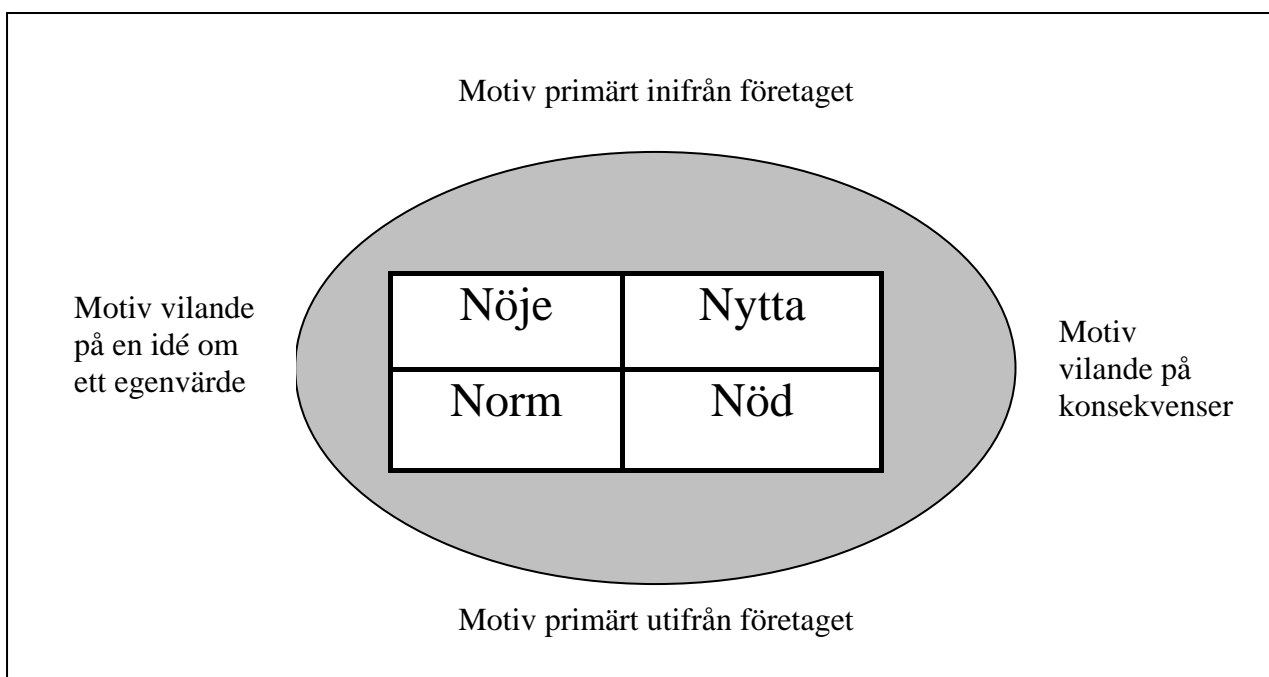 Motiv primärt inifrån företaget
Motiv vilande
på en idé om
ett egenvärde
Nöje Nytta
Norm Nöd
Motiv
vilande på
konsekvenser
Motiv primärt utifrån företaget